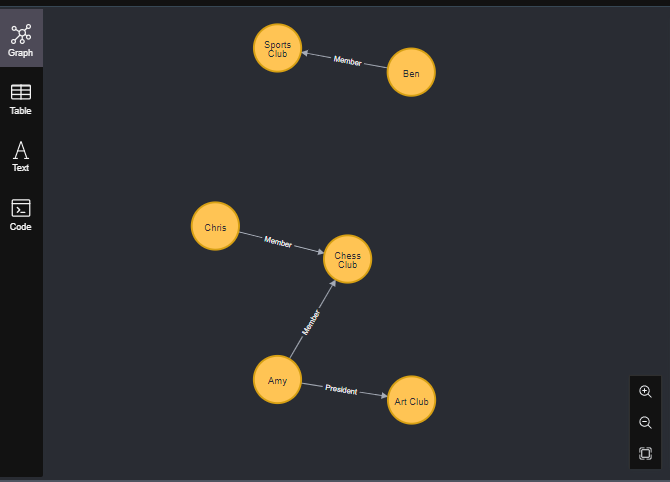 Graph
Table
Text
Code
Sports
Club
Member
Ben
Chris
Member
Chess
Club
Member
Amy
President
Art Club